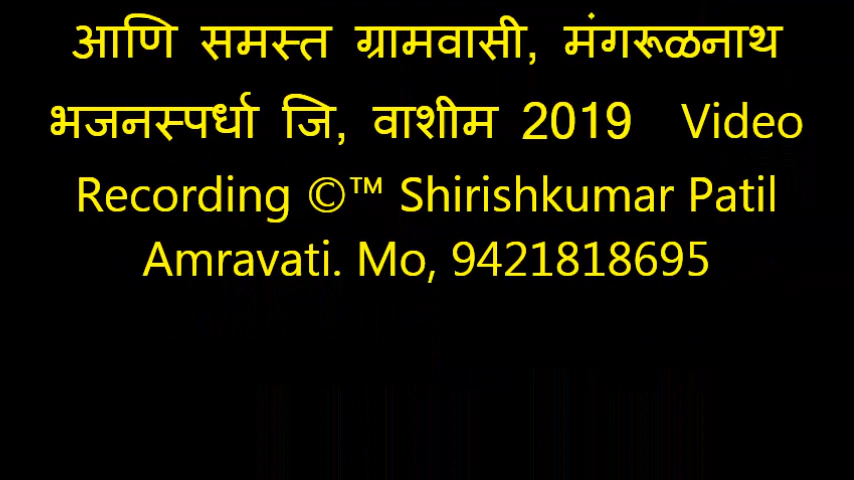 आणि समस्त ग्रामवासी, मंगरूळनाथ
भजनस्पर्धा जि, वाशीम 2019 Video
Recording ©™ Shirishkumar Patil
Amravati. Mo, 9421818695